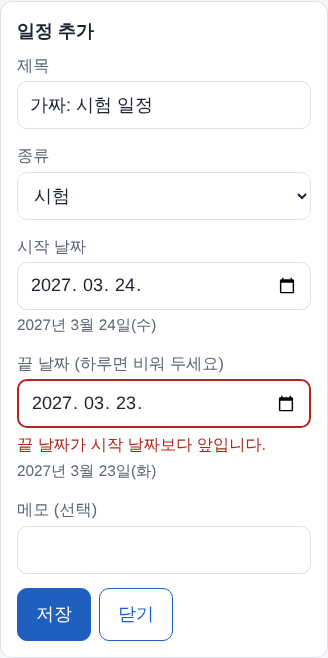 일정 추가
제목
가짜: 시험 일정
종류
시험
시작 날짜
2027. 03. 24.
2027년 3월 24일(수)
끝 날짜 (하루면 비워 두세요)
2027. 03. 23.
끝 날짜가 시작 날짜보다 앞입니다.
2027년 3월 23일(화)
메모 (선택)
저장 닫기